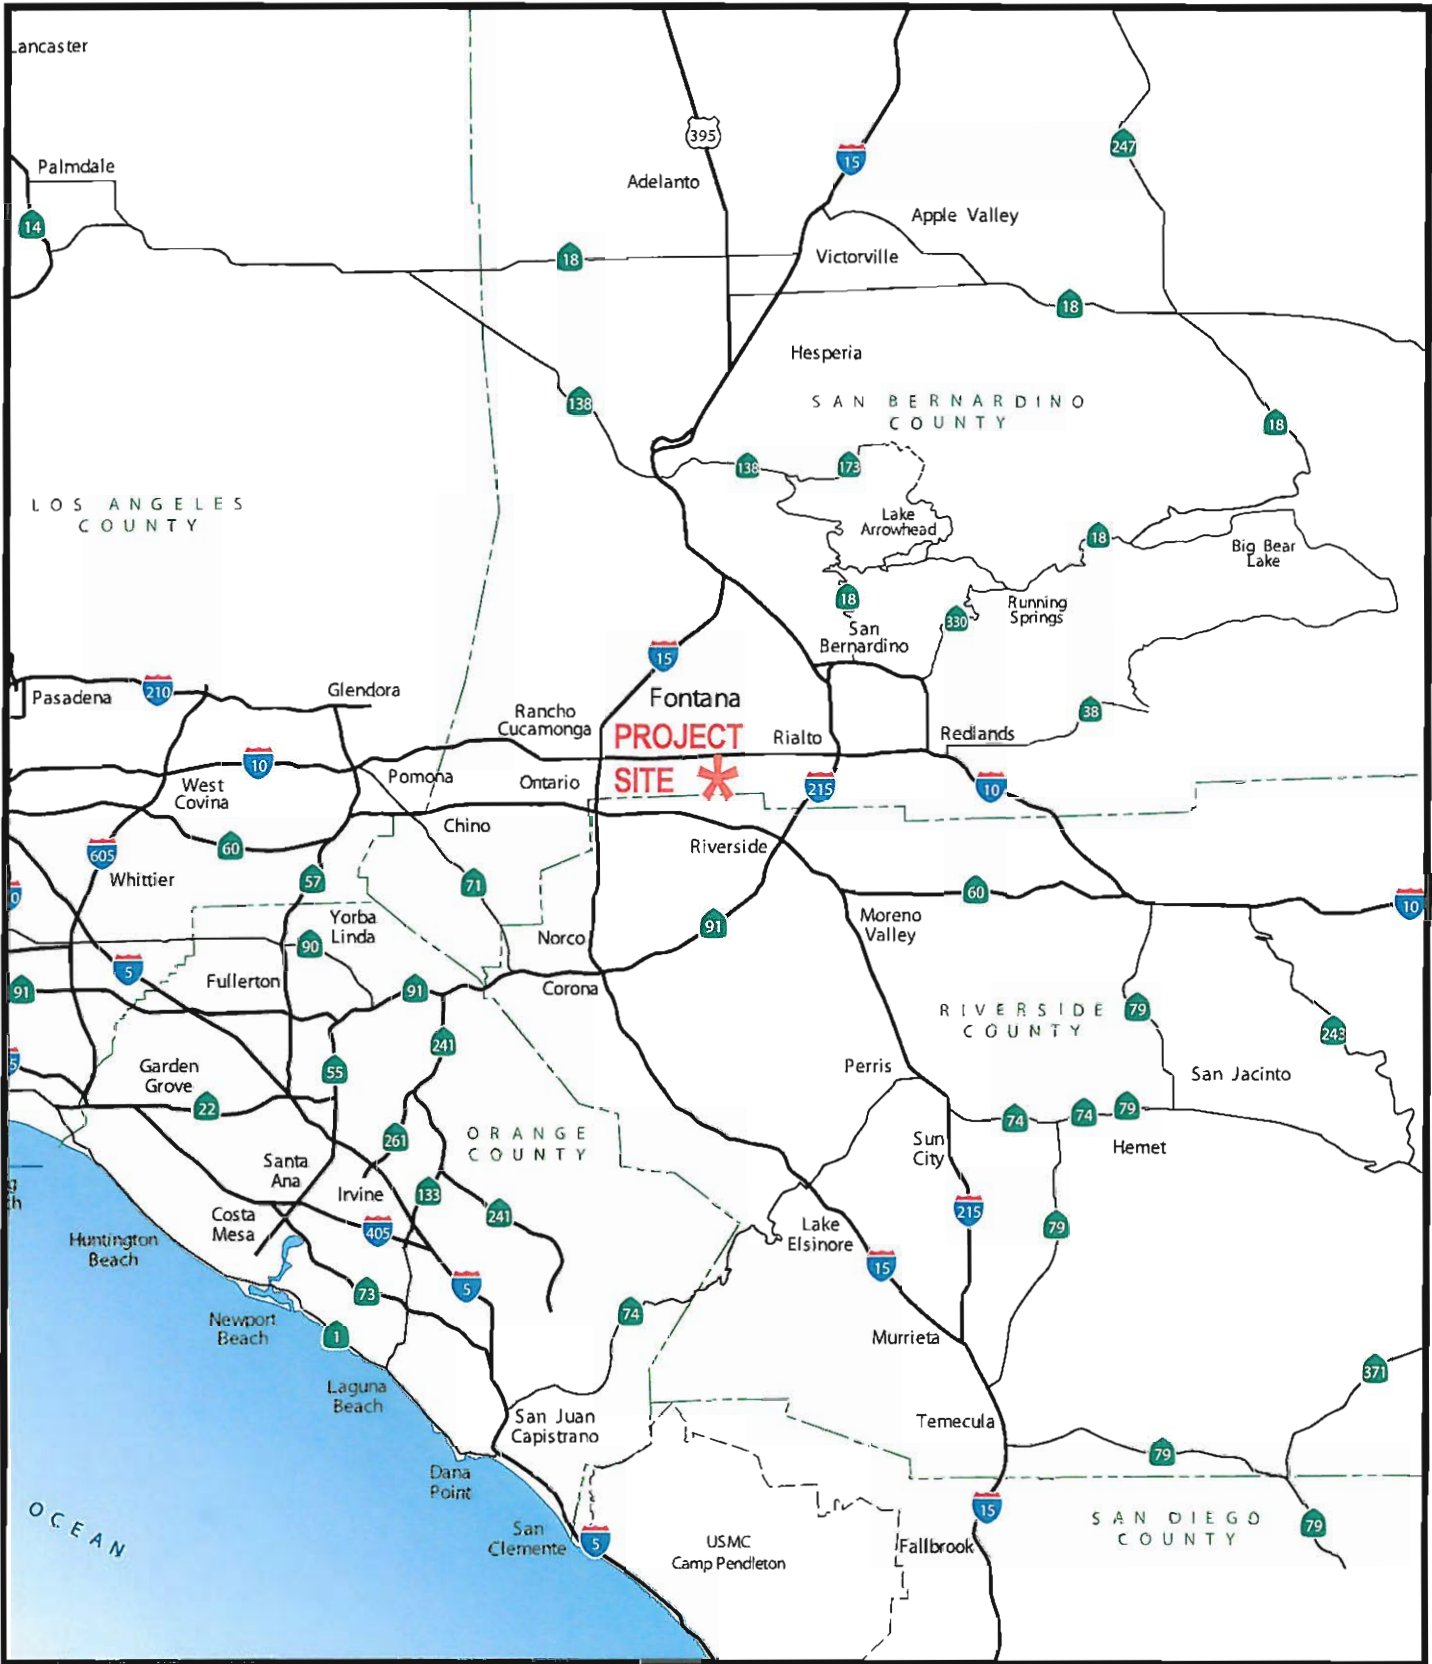 Lancaster
395
15
247
Palmdale
Adelanto
14
Apple Valley
18
Victorville
18
Hesperia
138
SAN BERNARDINO
COUNTY
18
138
173
LOS ANGELES
COUNTY
Lake
Arrowhead
18
Big Bear
Lake
18
330
Running
Springs
San
Bernardino
15
210
Pasadena
Glendora
Fontana
Rancho
Cucamonga
38
PROJECT
SITE
Rialto
Redlands
10
Pomona
Ontario
West
Covina
215
10
Chino
60
605
Riverside
Whittier
57
71
60
10
Yorba
Linda
90
91
Moreno
Valley
Norco
5
Fullerton
91
91
Corona
RIVERSIDE
COUNTY
79
243
241
55
Garden
Grove
Perris
San Jacinto
22
74
74
79
261
ORANGE
COUNTY
Sun
City
Hemet
Santa
Ana
Irvine
133
241
215
Costa
Mesa
405
Lake
Elsinore
79
Huntington
Beach
15
5
73
74
Newport
Beach
1
Murrieta
371
Laguna
Beach
San Juan
Capistrano
Temecula
79
Dana
Point
15
OCEAN
San
Clemente
5
USMC
Camp Pendleton
Fallbrook
SAN DIEGO
COUNTY
79